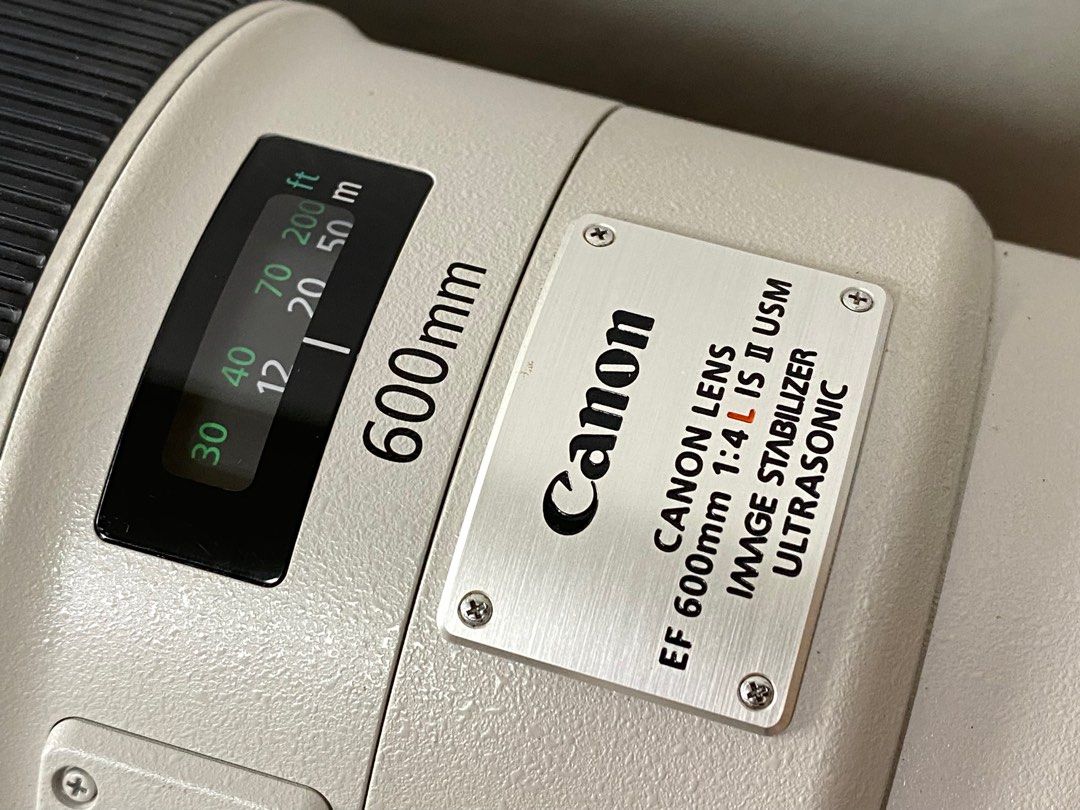 30 40 70 200 ft
12 20 50 m
600mm
Canon
CANON LENS
EF 600mm 1:4 L IS II USM
IMAGE STABILIZER
ULTRASONIC